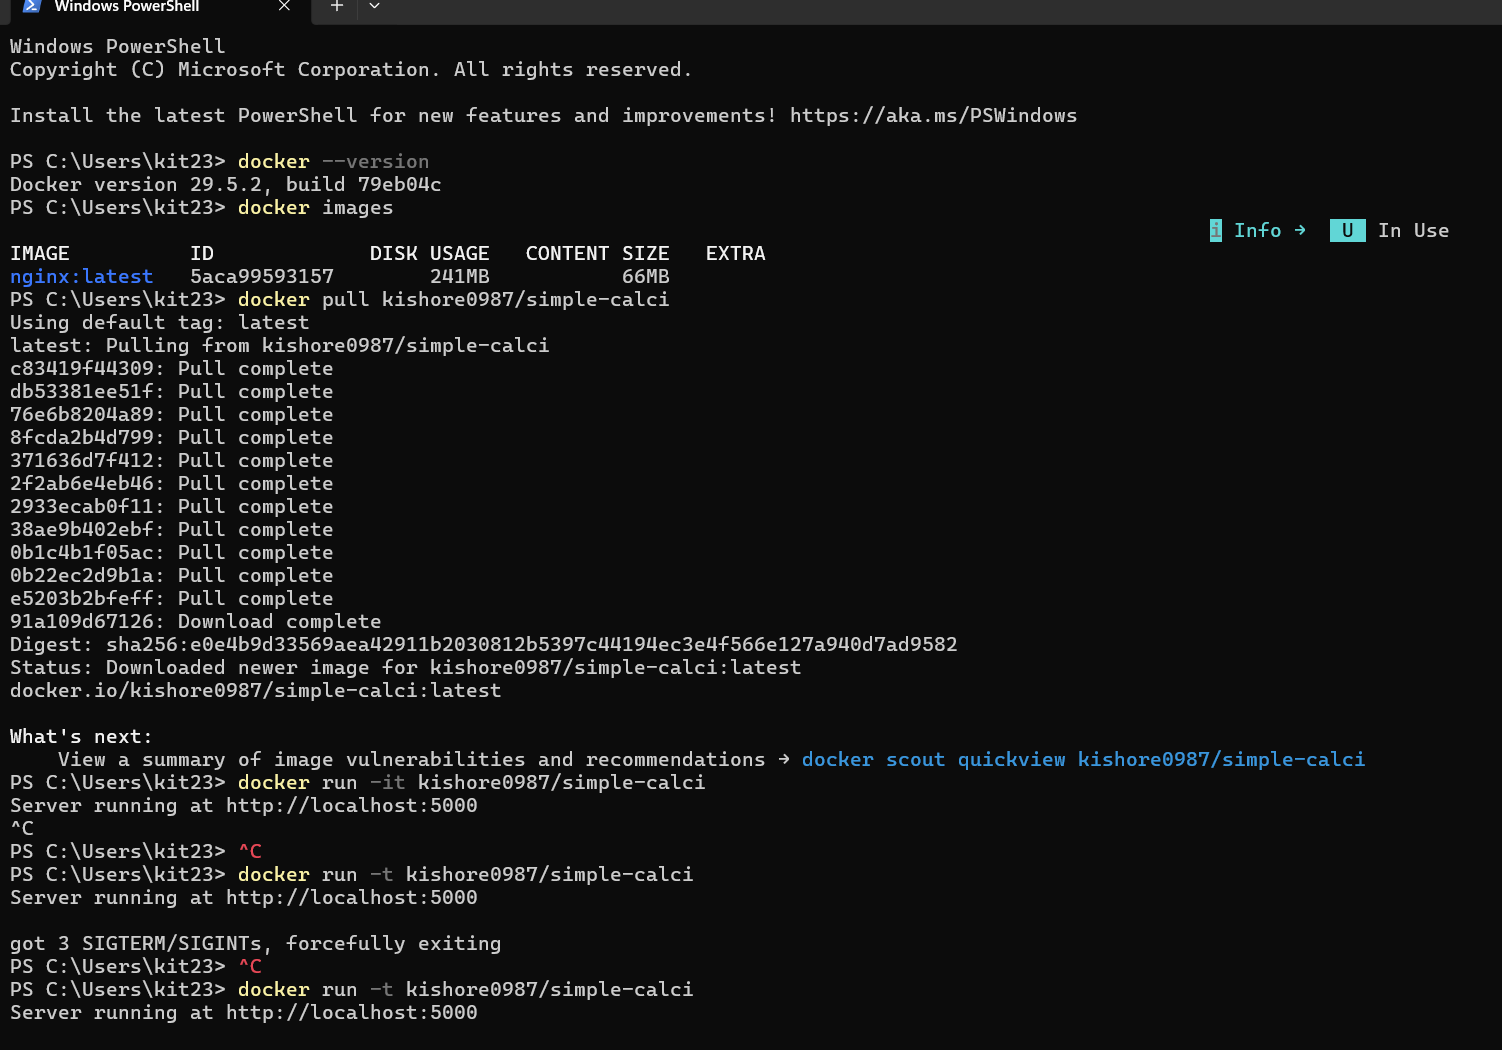 Windows PowerShell
Windows PowerShell
Copyright (C) Microsoft Corporation. All rights reserved.
Install the latest PowerShell for new features and improvements! https://aka.ms/PSWindows
PS C:\Users\kit23> docker --version
Docker version 29.5.2, build 79eb04c
PS C:\Users\kit23> docker images
i Info → U In Use
IMAGE ID DISK USAGE CONTENT SIZE EXTRA
nginx:latest 5aca99593157 241MB 66MB
PS C:\Users\kit23> docker pull kishore0987/simple-calci
Using default tag: latest
latest: Pulling from kishore0987/simple-calci
c83419f44309: Pull complete
db53381ee51f: Pull complete
76e6b8204a89: Pull complete
8fcda2b4d799: Pull complete
371636d7f412: Pull complete
2f2ab6e4eb46: Pull complete
2933ecab0f11: Pull complete
38ae9b402ebf: Pull complete
0b1c4b1f05ac: Pull complete
0b22ec2d9b1a: Pull complete
e5203b2bfeff: Pull complete
91a109d67126: Download complete
Digest: sha256:e0e4b9d33569aea42911b2030812b5397c44194ec3e4f566e127a940d7ad9582
Status: Downloaded newer image for kishore0987/simple-calci:latest
docker.io/kishore0987/simple-calci:latest
What's next:
View a summary of image vulnerabilities and recommendations → docker scout quickview kishore0987/simple-calci
PS C:\Users\kit23> docker run -it kishore0987/simple-calci
Server running at http://localhost:5000
^C
PS C:\Users\kit23> ^C
PS C:\Users\kit23> docker run -t kishore0987/simple-calci
Server running at http://localhost:5000
got 3 SIGTERM/SIGINTs, forcefully exiting
PS C:\Users\kit23> ^C
PS C:\Users\kit23> docker run -t kishore0987/simple-calci
Server running at http://localhost:5000